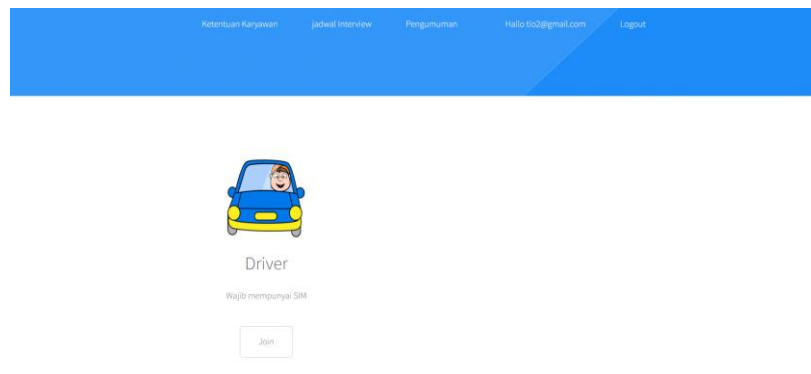 Ketentuan Karyawan jadwal Interview Pengumuman Hallo tio2@gmail.com Logout
Driver
Wajib mempunyai SIM
Join